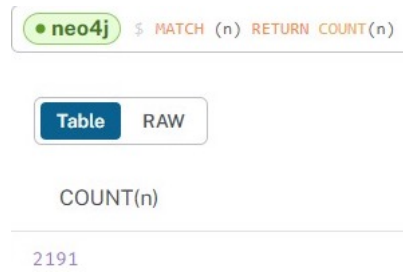 neo4j $ MATCH (n) RETURN COUNT(n)
Table RAW
COUNT(n)
2191